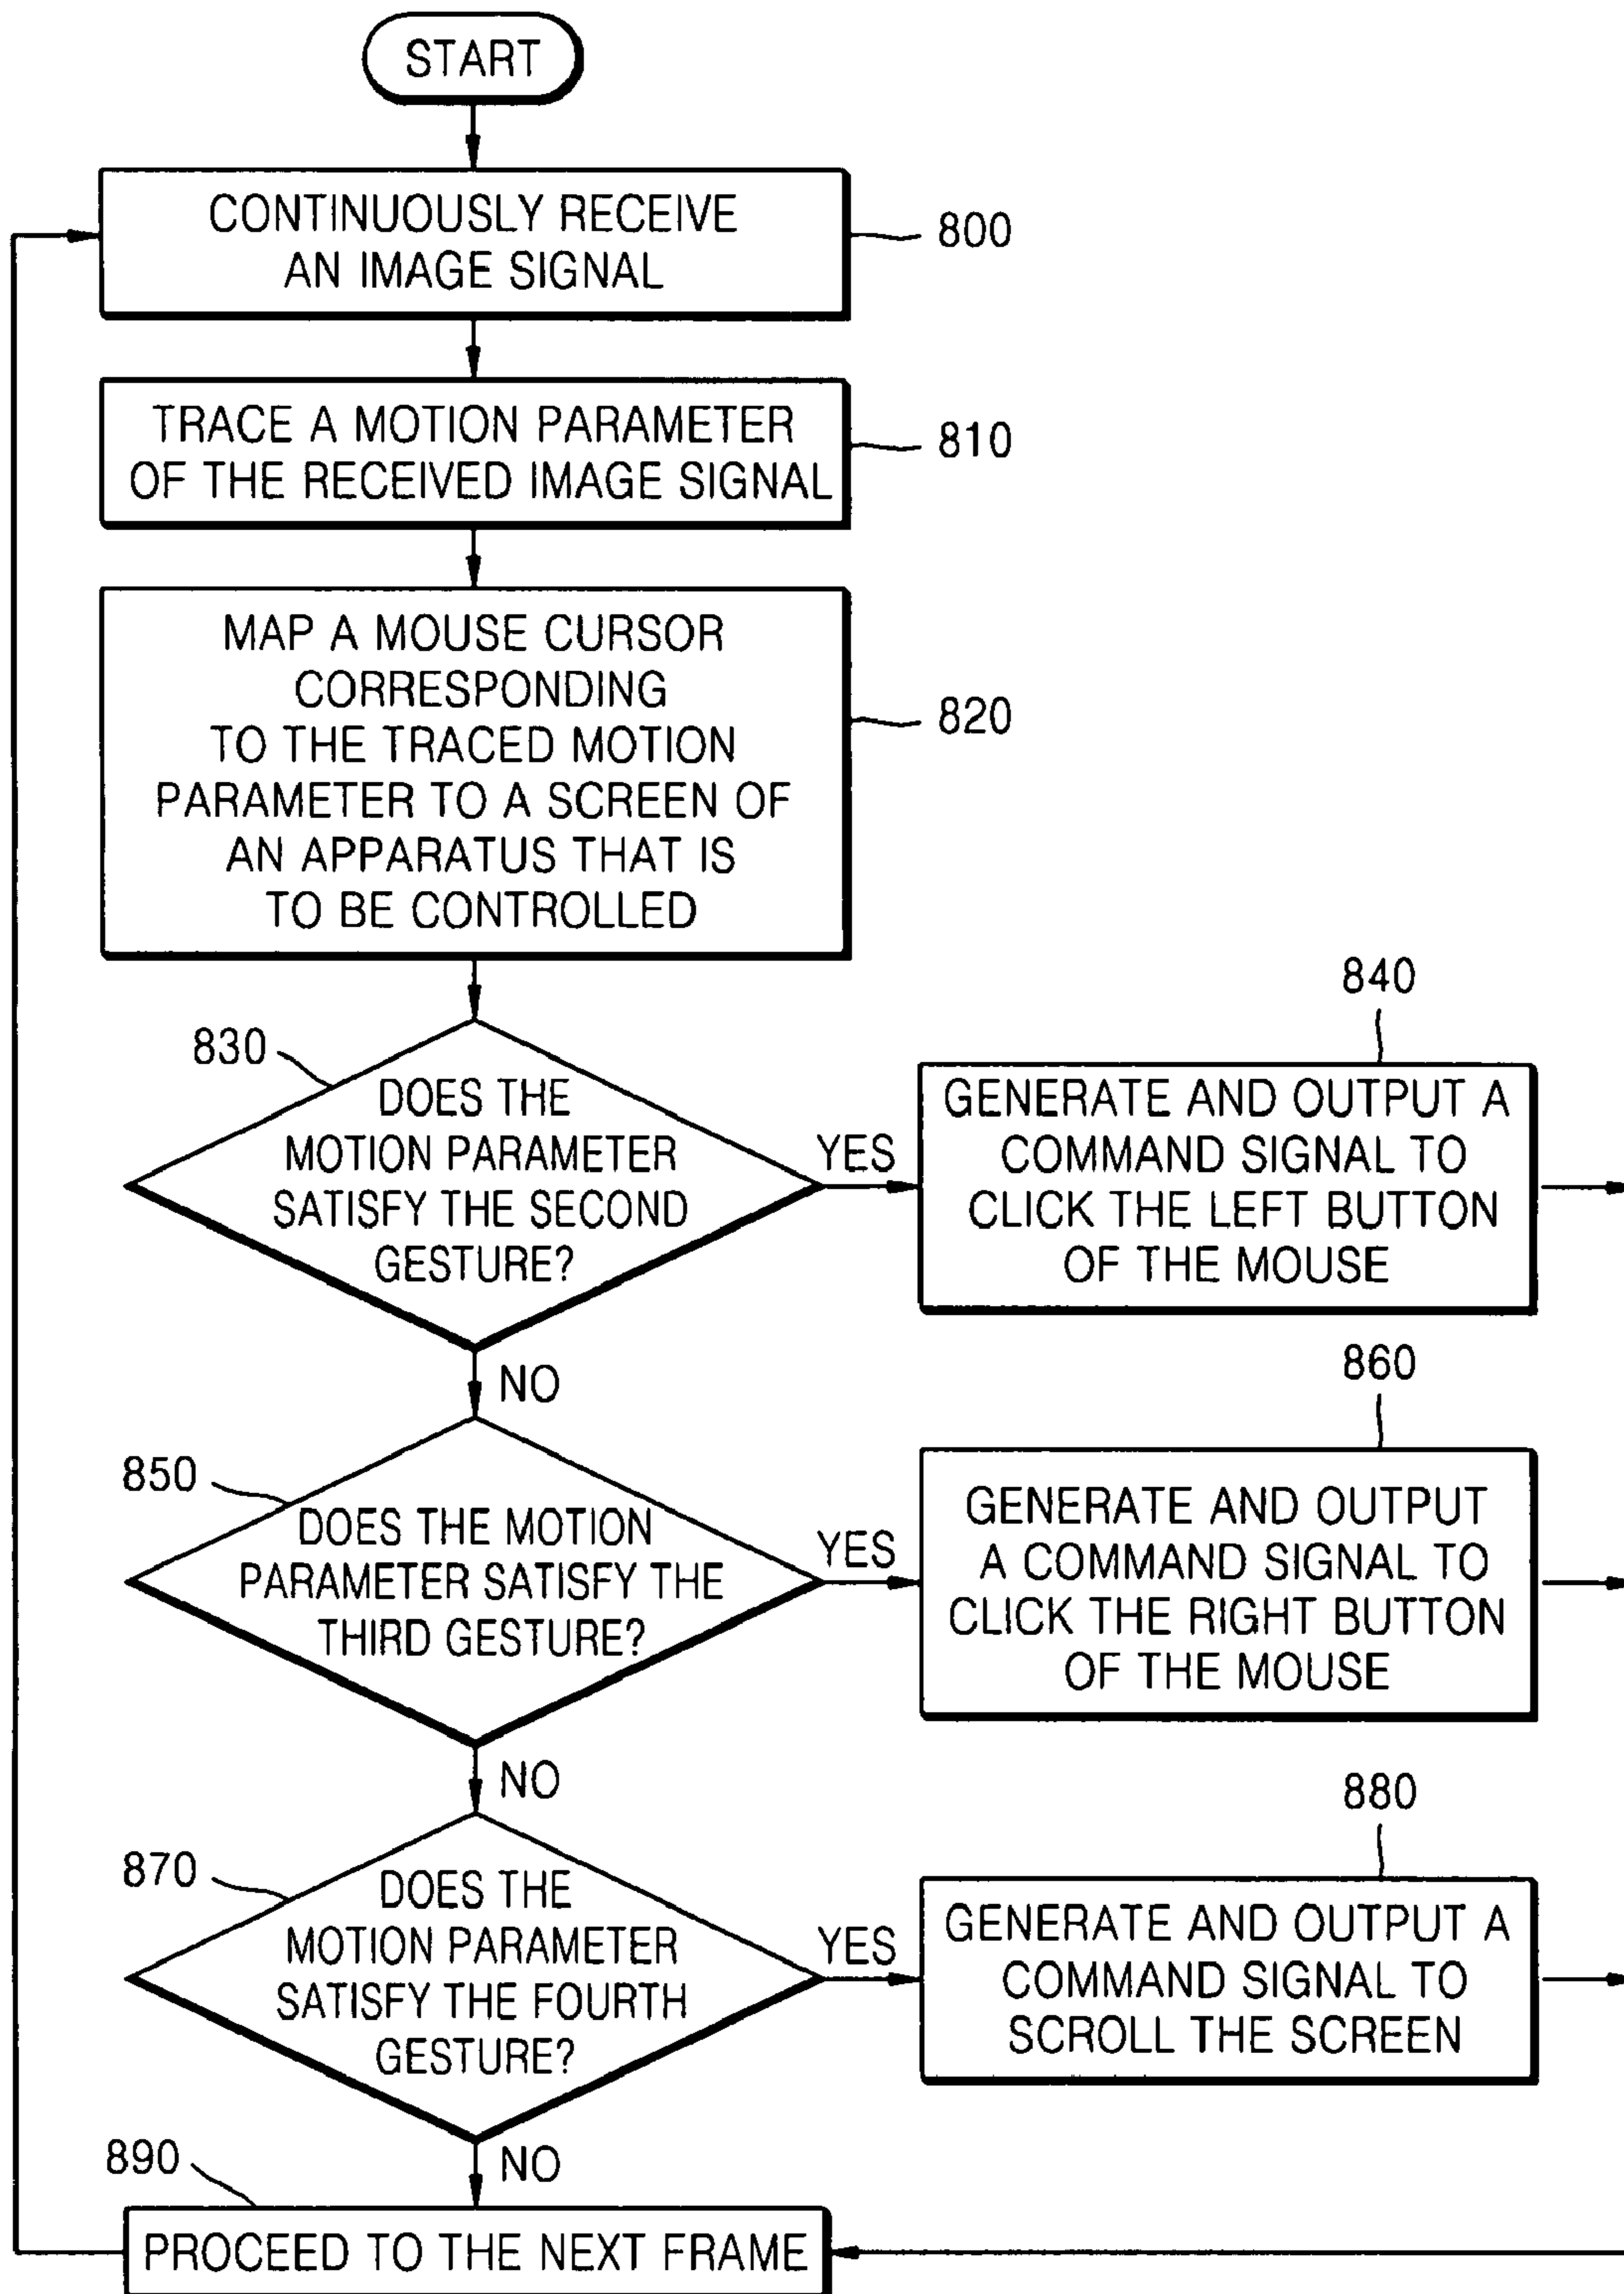 START
CONTINUOUSLY RECEIVE
AN IMAGE SIGNAL
800
TRACE A MOTION PARAMETER
OF THE RECEIVED IMAGE SIGNAL
810
MAP A MOUSE CURSOR
CORRESPONDING
TO THE TRACED MOTION
PARAMETER TO A SCREEN OF
AN APPARATUS THAT IS
TO BE CONTROLLED
820
830
DOES THE
MOTION PARAMETER
SATISFY THE SECOND
GESTURE?
YES
840
GENERATE AND OUTPUT A
COMMAND SIGNAL TO
CLICK THE LEFT BUTTON
OF THE MOUSE
NO
850
DOES THE MOTION
PARAMETER SATISFY THE
THIRD GESTURE?
YES
860
GENERATE AND OUTPUT
A COMMAND SIGNAL TO
CLICK THE RIGHT BUTTON
OF THE MOUSE
NO
870
DOES THE
MOTION PARAMETER
SATISFY THE FOURTH
GESTURE?
YES
880
GENERATE AND OUTPUT A
COMMAND SIGNAL TO
SCROLL THE SCREEN
NO
890
PROCEED TO THE NEXT FRAME